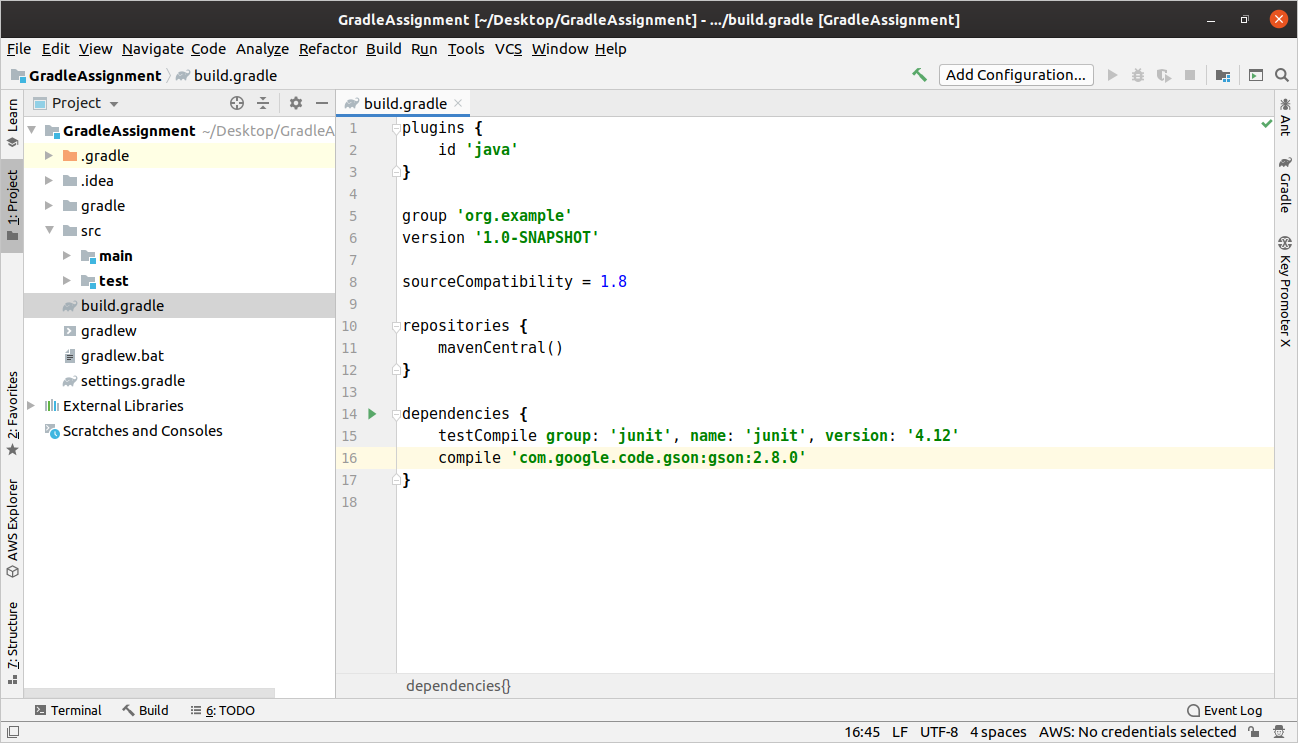 GradleAssignment [~/Desktop/GradleAssignment] - .../build.gradle [GradleAssignment]
File Edit View Navigate Code Analyze Refactor Build Run Tools VCS Window Help
GradleAssignment build.gradle
Add Configuration...
Learn
1: Project
2: Favorites
AWS Explorer
7: Structure
Project
GradleAssignment ~/Desktop/GradleA
.gradle
.idea
gradle
src
main
test
build.gradle
gradlew
gradlew.bat
settings.gradle
External Libraries
Scratches and Consoles
build.gradle
1 plugins {
2     id 'java'
3 }
4
5 group 'org.example'
6 version '1.0-SNAPSHOT'
7
8 sourceCompatibility = 1.8
9
10 repositories {
11     mavenCentral()
12 }
13
14 dependencies {
15     testCompile group: 'junit', name: 'junit', version: '4.12'
16     compile 'com.google.code.gson:gson:2.8.0'
17 }
18
dependencies{}
Ant
Gradle
Key Promoter X
Terminal Build 6: TODO Event Log
16:45 LF UTF-8 4 spaces AWS: No credentials selected